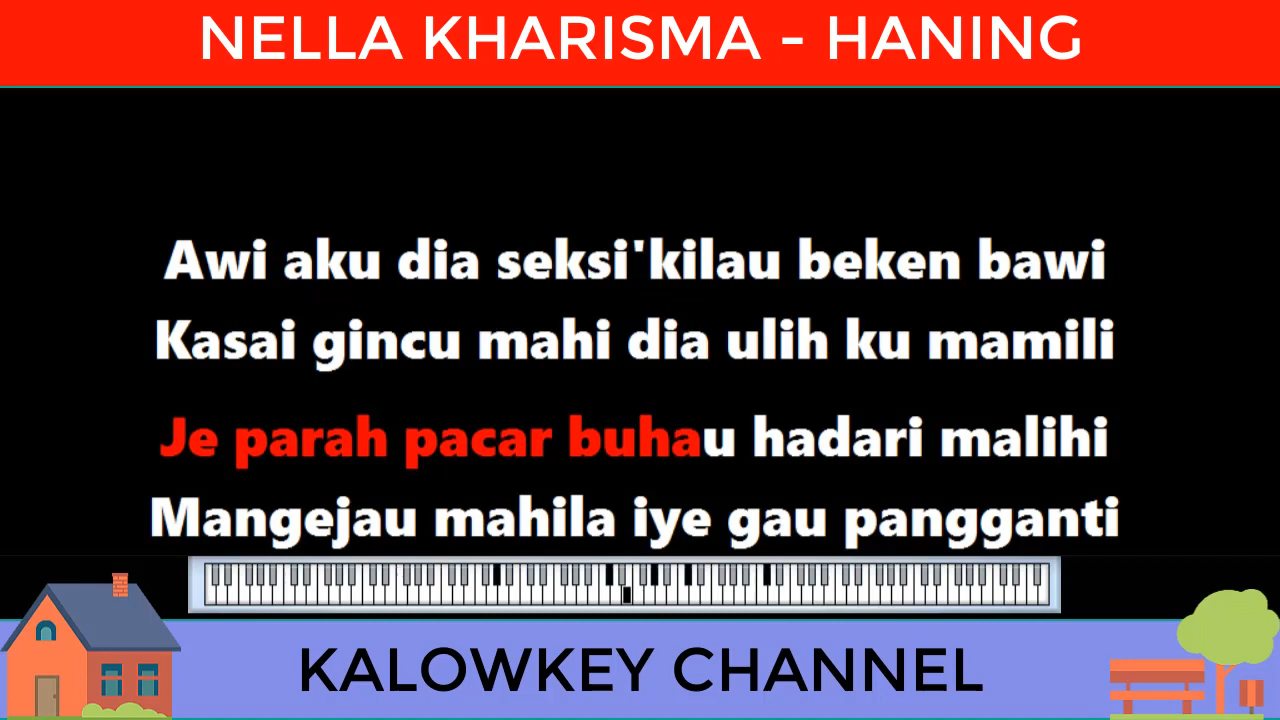 NELLA KHARISMA - HANING
Awi aku dia seksi'kilau beken bawi
Kasai gincu mahi dia ulih ku mamili
Je parah pacar buhau hadari malihi
Mangejau mahila iye gau pangganti
KALOWKEY CHANNEL